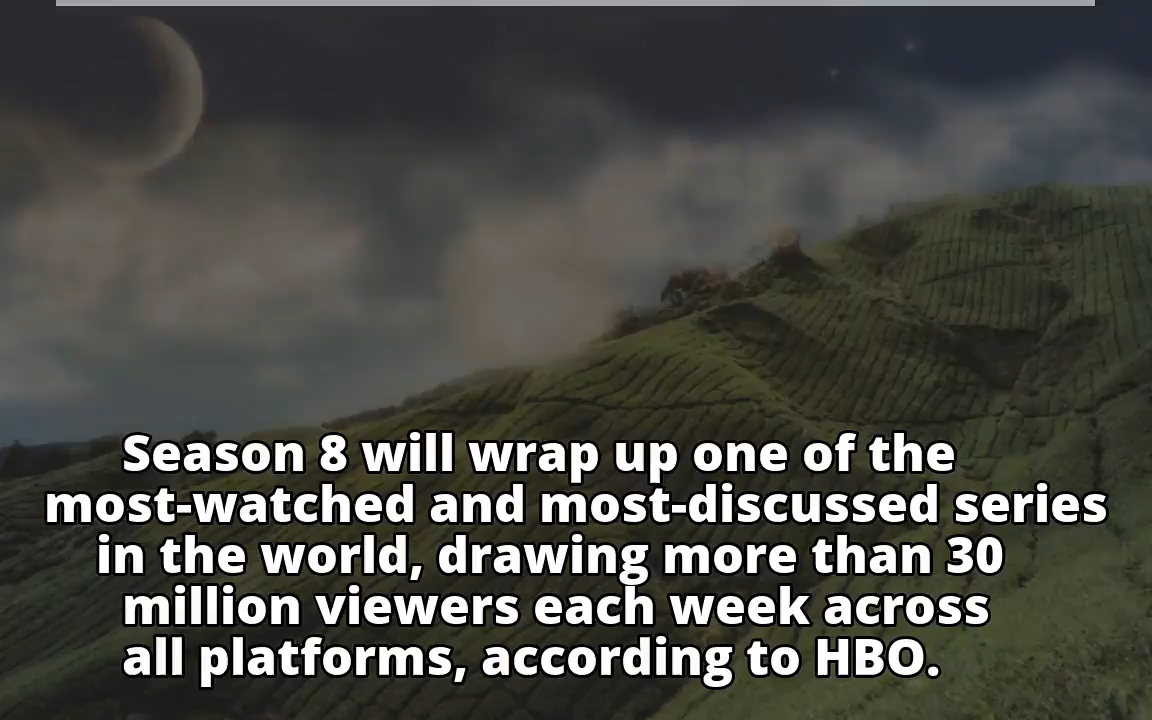 Season 8 will wrap up one of the
most-watched and most-discussed series
in the world, drawing more than 30
million viewers each week across
all platforms, according to HBO.